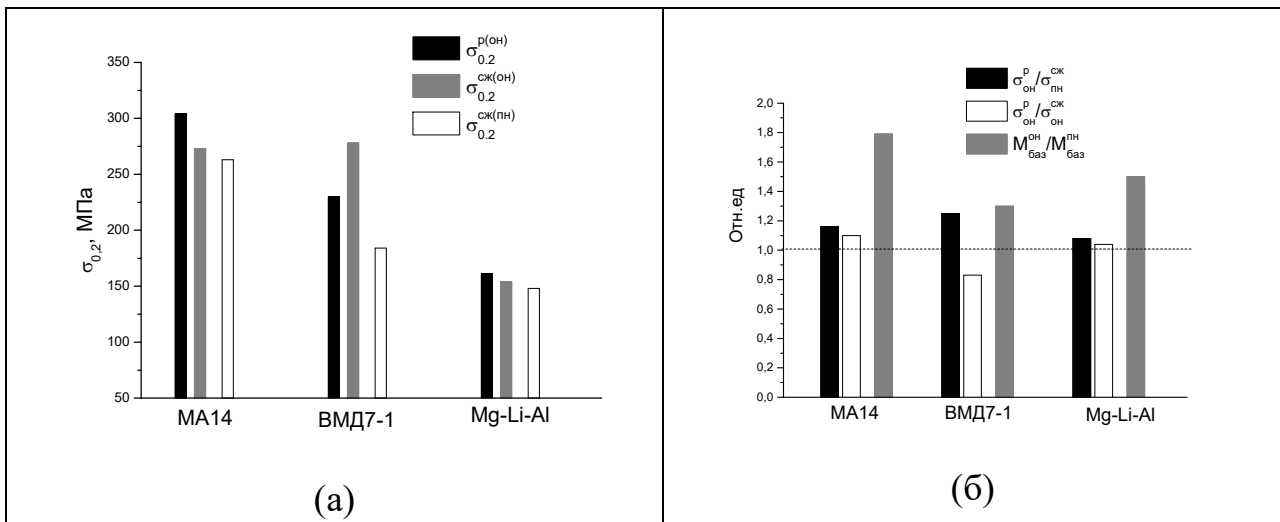 σ0.2р(он)
σ0.2сж(он)
σ0.2сж(пн)
350
300
250
200
150
100
50
σ0,2, МПа
МА14 ВМД7-1 Mg-Li-Al
(а)
σонр/σпнсж
σонр/σонсж
Mбазон/Mбазпн
2,0
1,8
1,6
1,4
1,2
1,0
0,8
0,6
0,4
0,2
0,0
Отн.ед
МА14 ВМД7-1 Mg-Li-Al
(б)